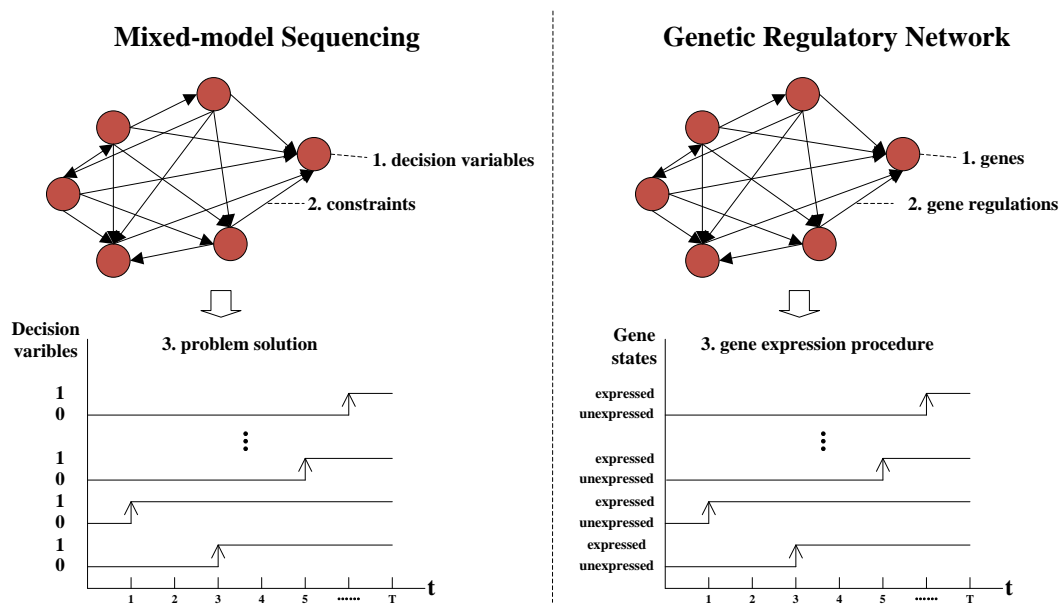 Mixed-model Sequencing
1. decision variables
2. constraints
Decision
varibles
3. problem solution
1
0
1
0
1
0
1
0
1 2 3 4 5 ...... T
t
Genetic Regulatory Network
1. genes
2. gene regulations
Gene
states
3. gene expression procedure
expressed
unexpressed
expressed
unexpressed
expressed
unexpressed
expressed
unexpressed
1 2 3 4 5 ...... T
t